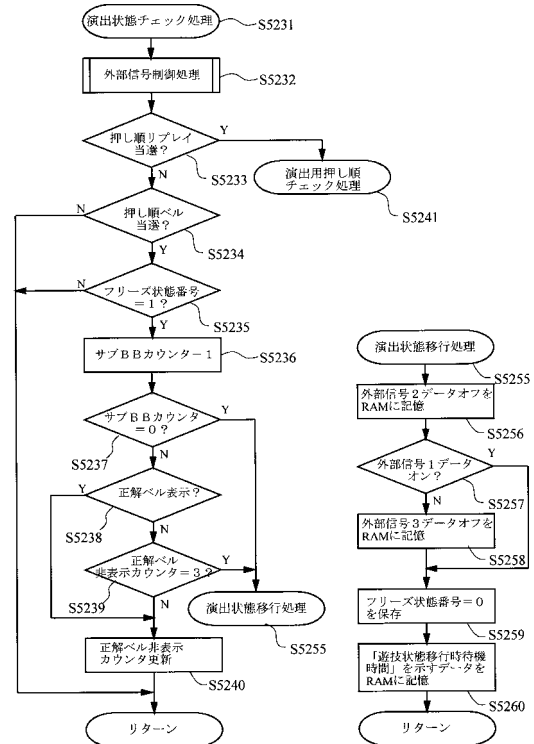 演出状態チェック処理
S5231
外部信号制御処理
S5232
押し順リプレイ
当選？
Y
S5233
N
演出用押し順
チェック処理
S5241
N
押し順ベル
当選？
S5234
Y
N
フリーズ状態番号
＝１？
S5235
Y
サブＢＢカウンタ－１
S5236
サブＢＢカウンタ
＝０？
Y
S5237
N
Y
正解ベル表示？
S5238
N
正解ベル
非表示カウンタ＝３？
Y
S5239
N
演出状態移行処理
S5255
正解ベル非表示
カウンタ更新
S5240
リターン
演出状態移行処理
S5255
外部信号２データオフを
RAMに記憶
S5256
Y
外部信号１データ
オン？
S5257
N
外部信号３データオフを
RAMに記憶
S5258
フリーズ状態番号＝０
を保存
S5259
「遊技状態移行時待機
時間」を示すデータを
RAMに記憶
S5260
リターン